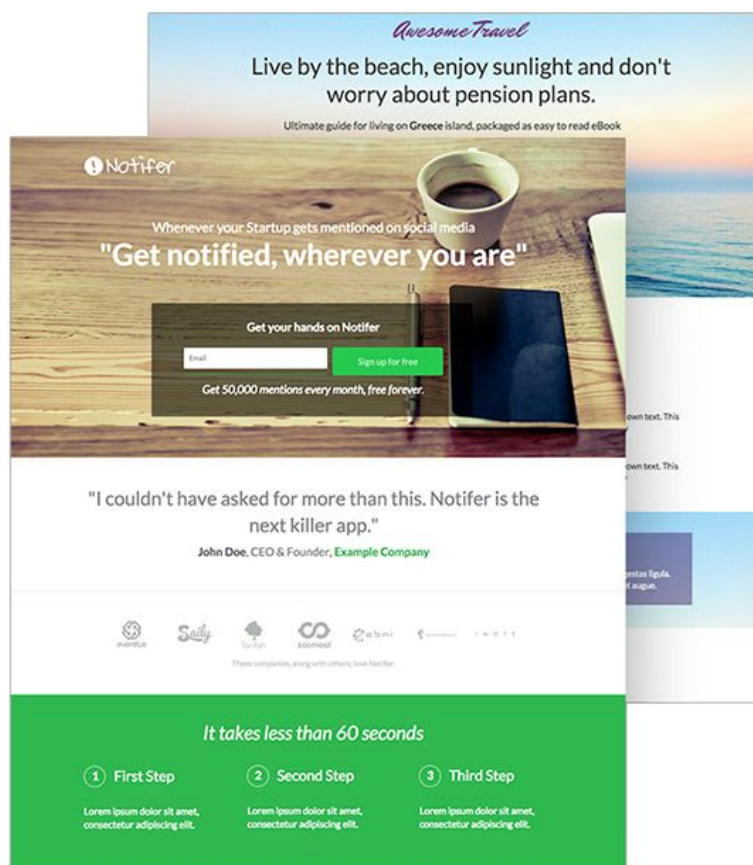 Awesome Travel
Live by the beach, enjoy sunlight and don't
worry about pension plans.
Ultimate guide for living on Greece island, packaged as easy to read eBook
Notifer
Whenever your Startup gets mentioned on social media
"Get notified, wherever you are"
Get your hands on Notifer
Email
Sign up for free
Get 50,000 mentions every month, free forever.
own text. This
own text. This
"I couldn't have asked for more than this. Notifer is the
next killer app."
John Doe, CEO & Founder, Example Company
egestas ligula.
t augue.
eventtus
Saily
These companies, along with others, love Notifer.
It takes less than 60 seconds
1 First Step
Lorem ipsum dolor sit amet,
consectetur adipiscing elit.
2 Second Step
Lorem ipsum dolor sit amet,
consectetur adipiscing elit.
3 Third Step
Lorem ipsum dolor sit amet,
consectetur adipiscing elit.